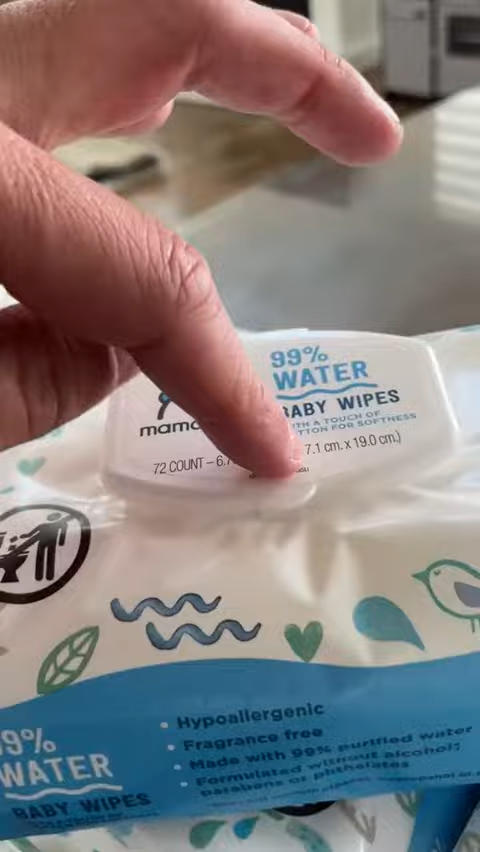 99%
WATER
BABY WIPES
WITH A TOUCH OF
COTTON FOR SOFTNESS
mama
72 COUNT – 6.7
7.1 cm. x 19.0 cm.)
99%
WATER
BABY WIPES
• Hypoallergenic
• Fragrance free
• Made with 99% purified water
• Formulated without alcohol‡
parabens or phthalates